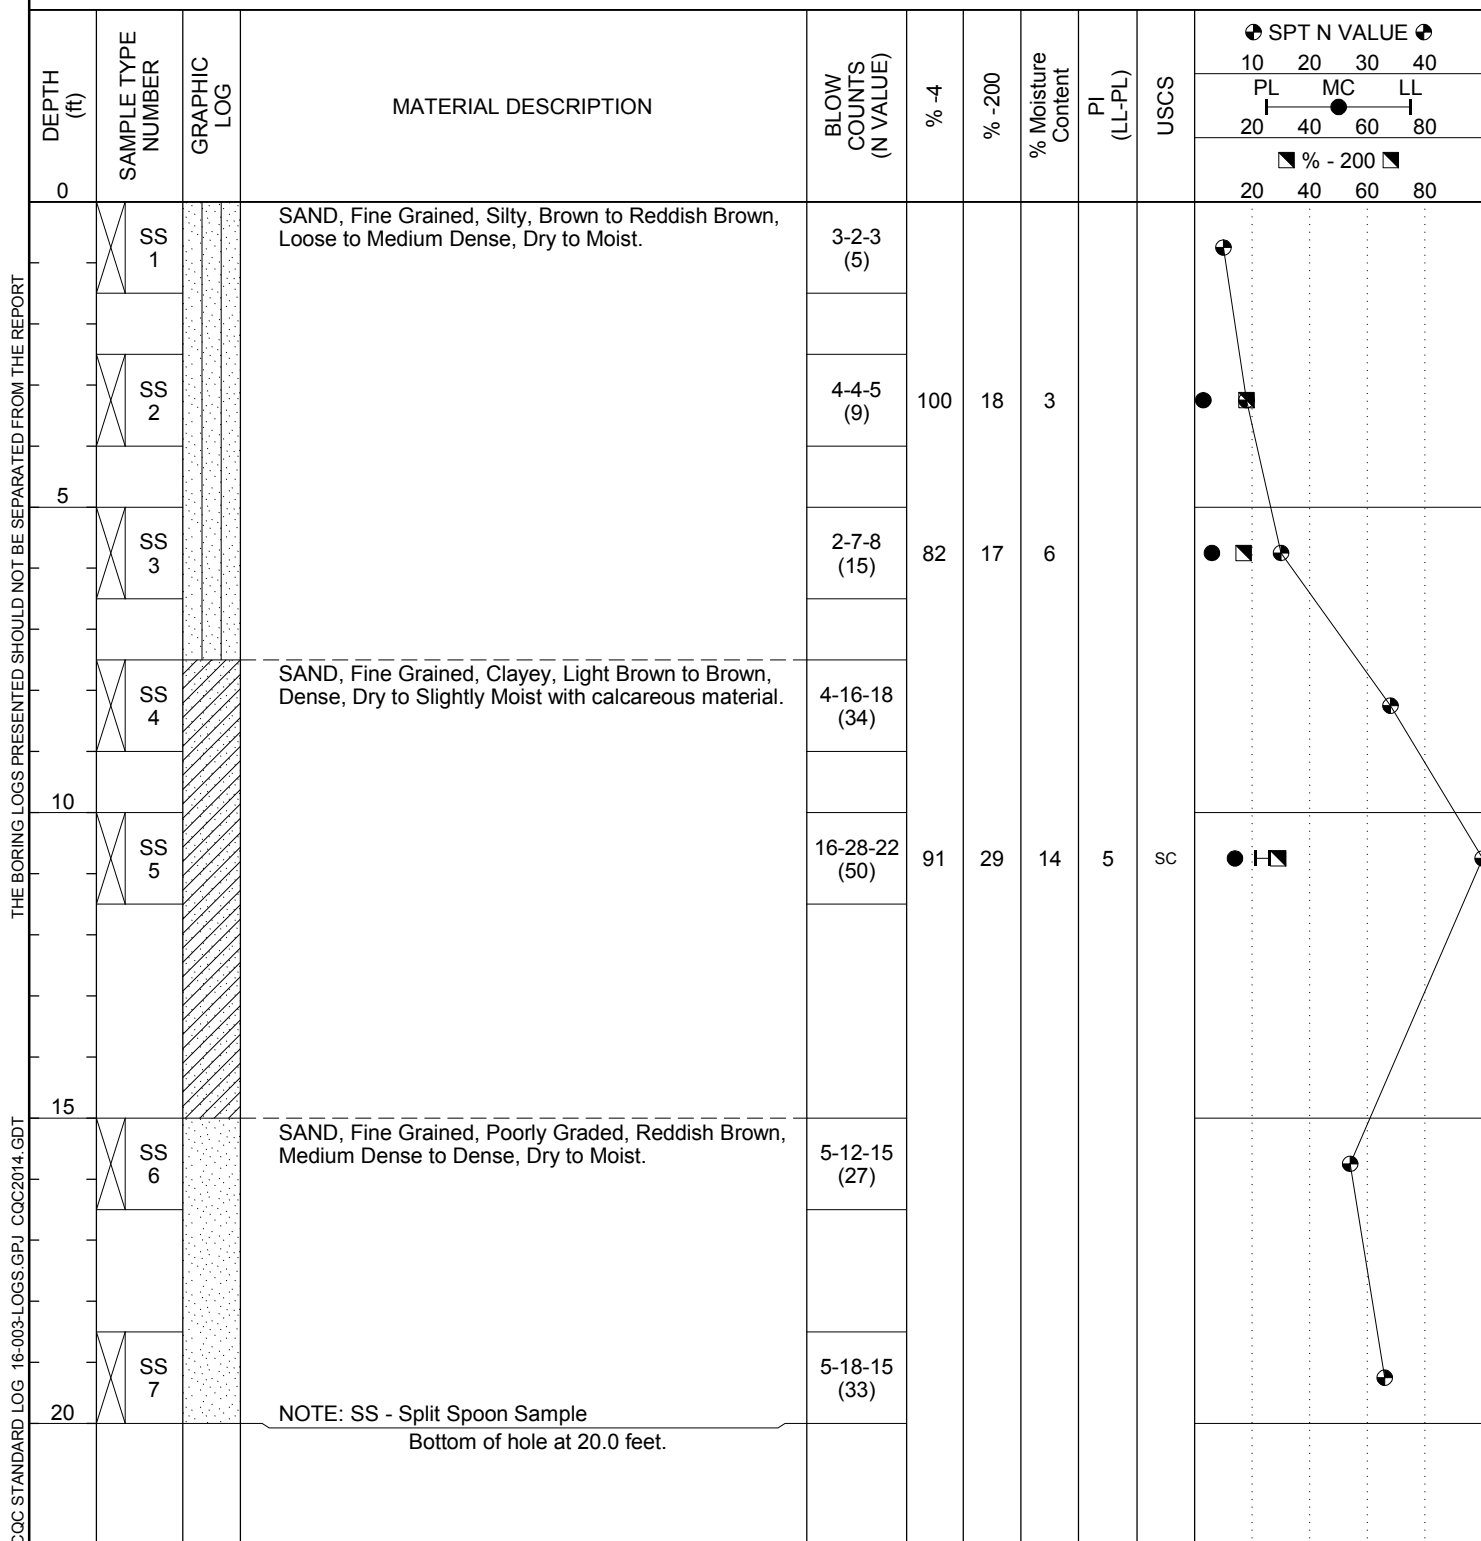 DEPTH
(ft)
SAMPLE TYPE
NUMBER
GRAPHIC
LOG
MATERIAL DESCRIPTION
BLOW
COUNTS
(N VALUE)
% -4
% -200
% Moisture
Content
PI
(LL-PL)
USCS
SPT N VALUE
10 20 30 40
PL MC LL
20 40 60 80
% - 200
20 40 60 80
0
SS
1
SAND, Fine Grained, Silty, Brown to Reddish Brown,
Loose to Medium Dense, Dry to Moist.
3-2-3
(5)
SS
2
4-4-5
(9)
100 18 3
5
SS
3
2-7-8
(15)
82 17 6
SS
4
SAND, Fine Grained, Clayey, Light Brown to Brown,
Dense, Dry to Slightly Moist with calcareous material.
4-16-18
(34)
10
SS
5
16-28-22
(50)
91 29 14 5 SC
15
SS
6
SAND, Fine Grained, Poorly Graded, Reddish Brown,
Medium Dense to Dense, Dry to Moist.
5-12-15
(27)
SS
7
5-18-15
(33)
20
NOTE: SS - Split Spoon Sample
Bottom of hole at 20.0 feet.
THE BORING LOGS PRESENTED SHOULD NOT BE SEPARATED FROM THE REPORT
CQC STANDARD LOG 16-003-LOGS.GPJ CQC2014.GDT